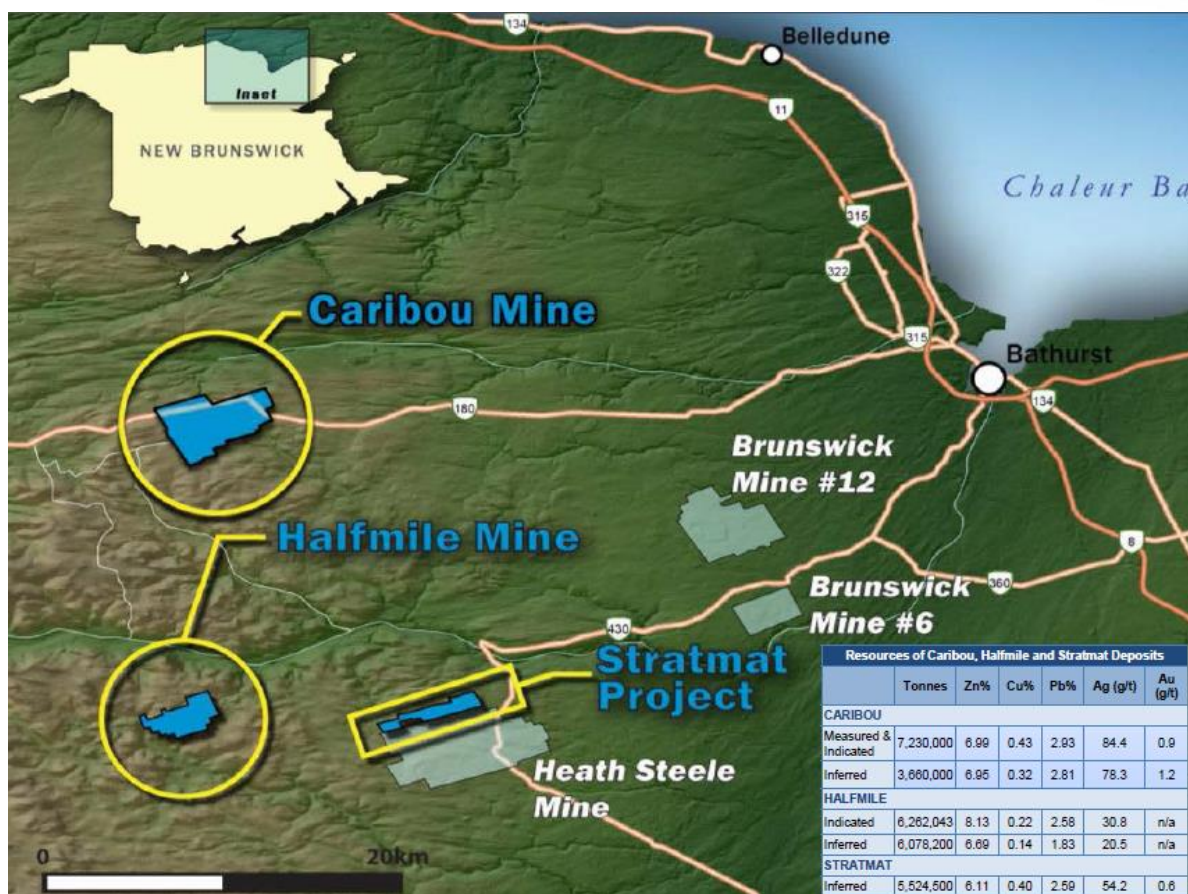 134
Belledune
Inset
11
NEW BRUNSWICK
Chaleur Ba
315
322
Caribou Mine
315
Bathurst
180
134
Brunswick
Mine #12
Halfmile Mine
8
360
Brunswick
Mine #6
430
Stratmat
Project
Heath Steele
Mine
0 20km
Resources of Caribou, Halfmile and Stratmat Deposits
Tonnes Zn% Cu% Pb% Ag (g/t) Au (g/t)
CARIBOU
Measured & Indicated 7,230,000 6.99 0.43 2.93 84.4 0.9
Inferred 3,660,000 6.95 0.32 2.81 78.3 1.2
HALFMILE
Indicated 6,262,043 8.13 0.22 2.58 30.8 n/a
Inferred 6,078,200 6.69 0.14 1.83 20.5 n/a
STRATMAT
Inferred 5,524,500 6.11 0.40 2.59 54.2 0.6